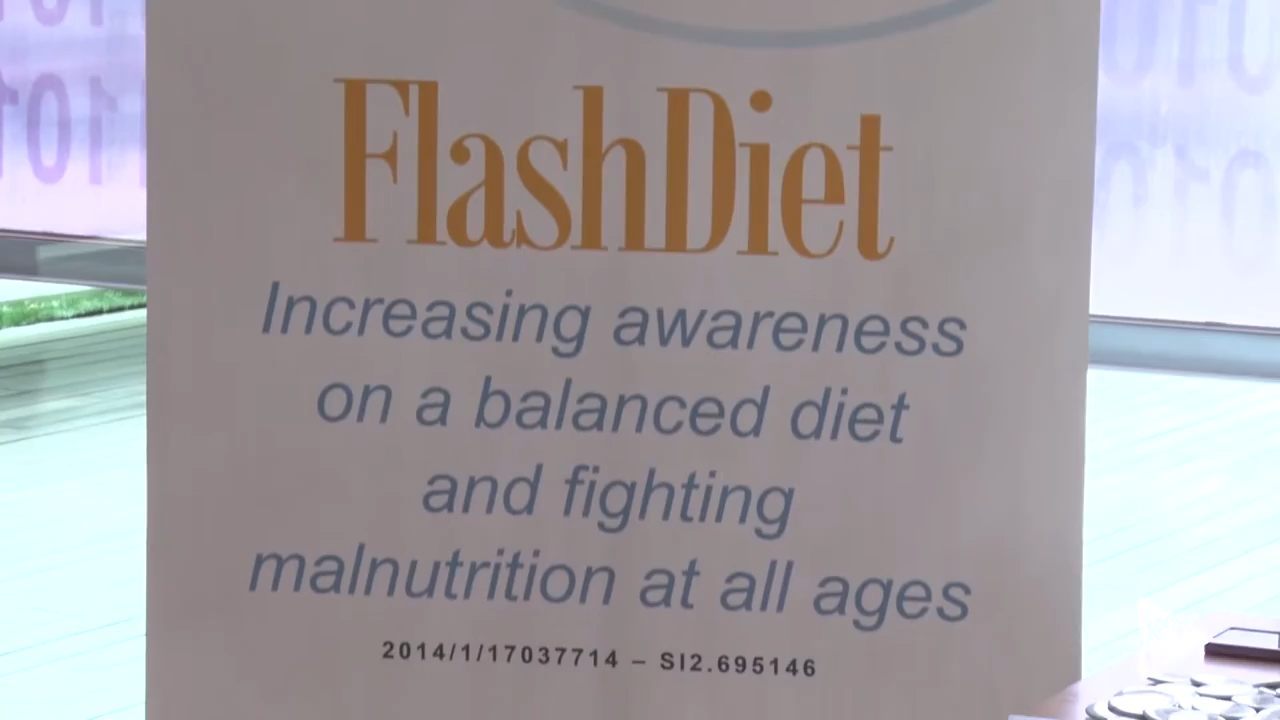 FlashDiet
Increasing awareness
on a balanced diet
and fighting
malnutrition at all ages
2014/1/17037714 – SI2.695146